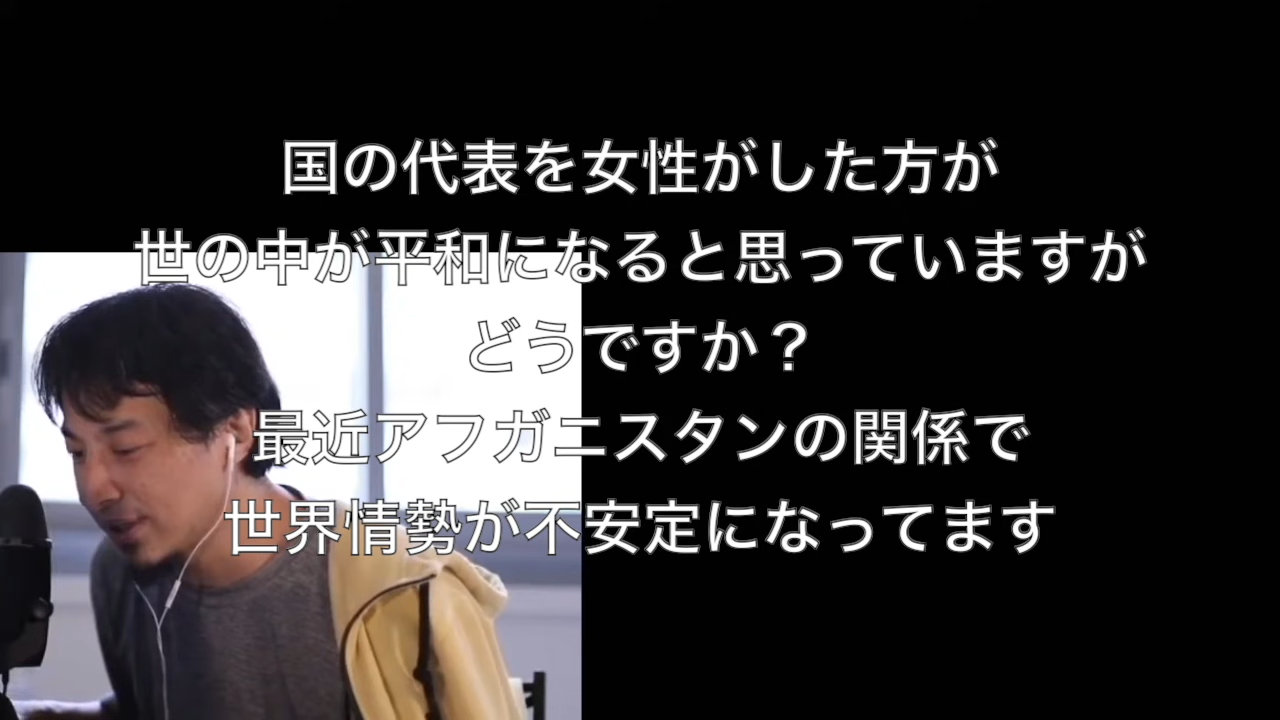 国の代表を女性がした方が
世の中が平和になると思っていますが
どうですか？
最近アフガニスタンの関係で
世界情勢が不安定になってます